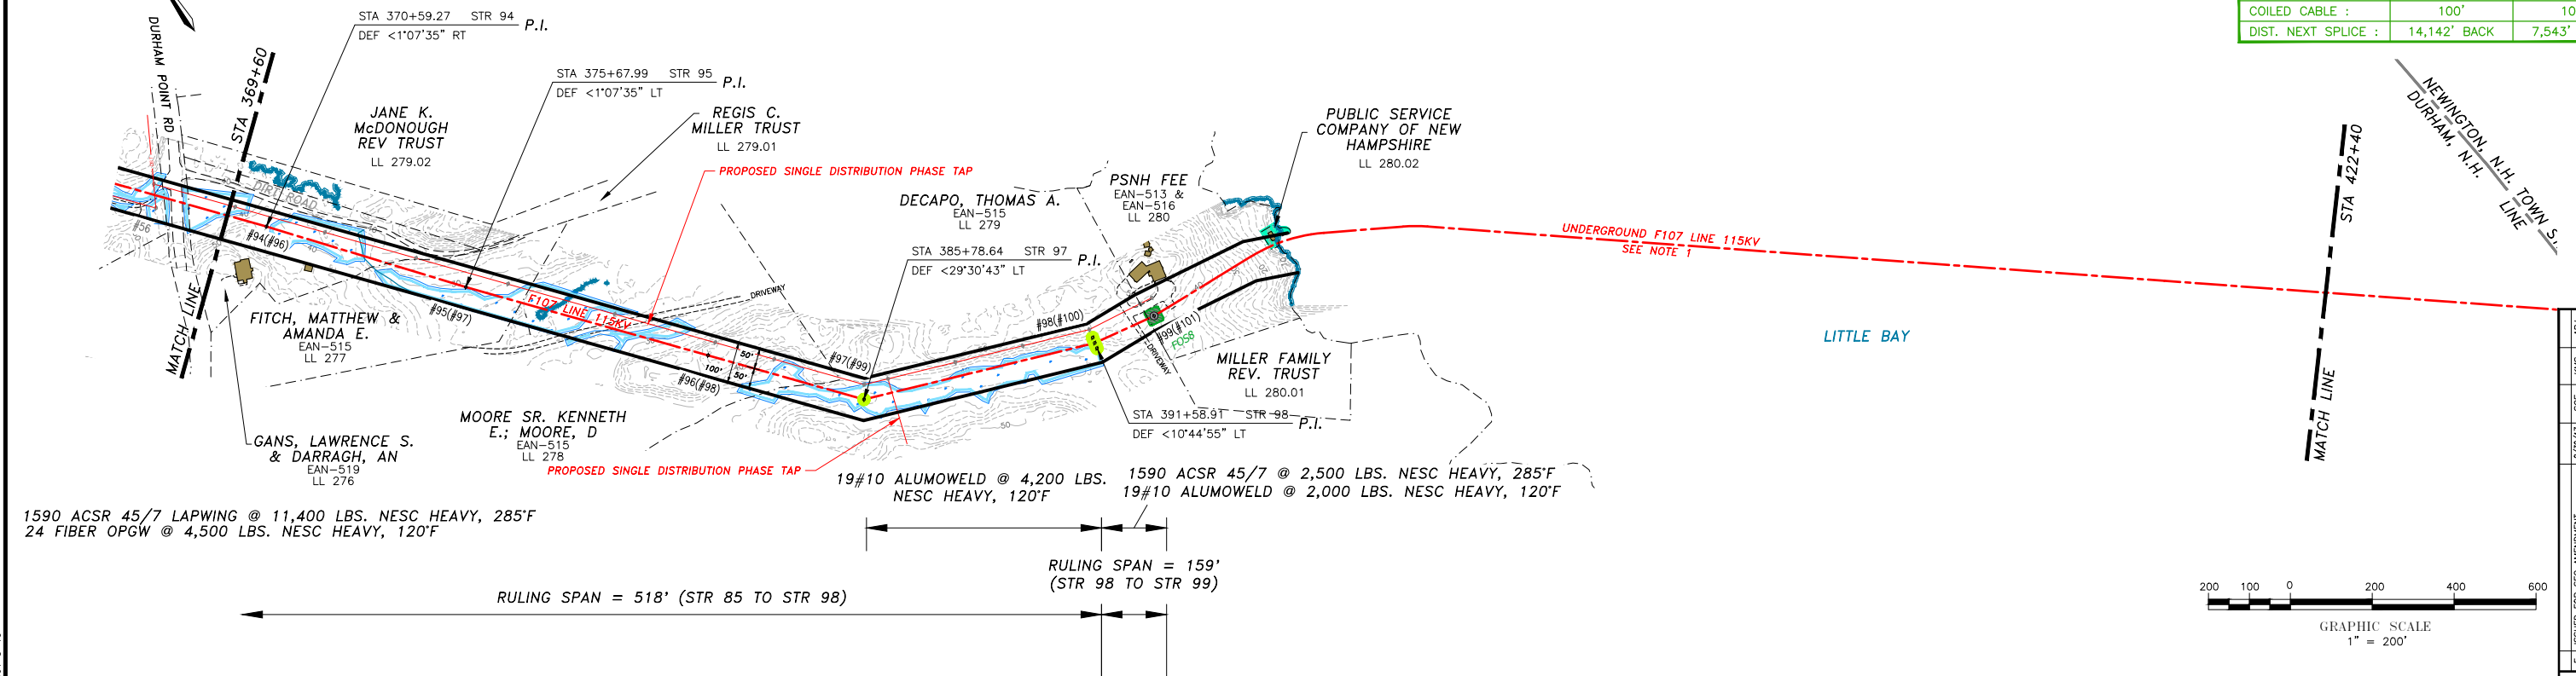 COILED CABLE : 100' 10
DIST. NEXT SPLICE : 14,142' BACK 7,543'
DURHAM POINT RD
STA 369+60
MATCH LINE
STA 370+59.27 STR 94
DEF <1°07'35" RT
P.I.
STA 375+67.99 STR 95
DEF <1°07'35" LT
P.I.
JANE K.
McDONOUGH
REV TRUST
LL 279.02
REGIS C.
MILLER TRUST
LL 279.01
PROPOSED SINGLE DISTRIBUTION PHASE TAP
DECAPO, THOMAS A.
EAN-515
LL 279
PSNH FEE
EAN-513 &
EAN-516
LL 280
PUBLIC SERVICE
COMPANY OF NEW
HAMPSHIRE
LL 280.02
STA 385+78.64 STR 97
DEF <29°30'43" LT
P.I.
DIRT ROAD
#56
#94(#96)
#95(#97)
#96(#98)
#97(#99)
#98(#100)
#99(#101)
FOS8
DRIVEWAY
DRIVEWAY
F107 LINE 115KV
50'
100'
50'
FITCH, MATTHEW &
AMANDA E.
EAN-515
LL 277
GANS, LAWRENCE S.
& DARRAGH, AN
EAN-519
LL 276
MOORE SR. KENNETH
E.; MOORE, D
EAN-515
LL 278
PROPOSED SINGLE DISTRIBUTION PHASE TAP
MILLER FAMILY
REV. TRUST
LL 280.01
STA 391+58.91 STR 98
DEF <10°44'55" LT
P.I.
UNDERGROUND F107 LINE 115KV
SEE NOTE 1
LITTLE BAY
STA 422+40
MATCH LINE
NEWINGTON, N.H. TOWN
DURHAM, N.H. LINE
1590 ACSR 45/7 LAPWING @ 11,400 LBS. NESC HEAVY, 285°F
24 FIBER OPGW @ 4,500 LBS. NESC HEAVY, 120°F
19#10 ALUMOWELD @ 4,200 LBS.
NESC HEAVY, 120°F
1590 ACSR 45/7 @ 2,500 LBS. NESC HEAVY, 285°F
19#10 ALUMOWELD @ 2,000 LBS. NESC HEAVY, 120°F
RULING SPAN = 518' (STR 85 TO STR 98)
RULING SPAN = 159'
(STR 98 TO STR 99)
200 100 0 200 400 600
GRAPHIC SCALE
1" = 200'